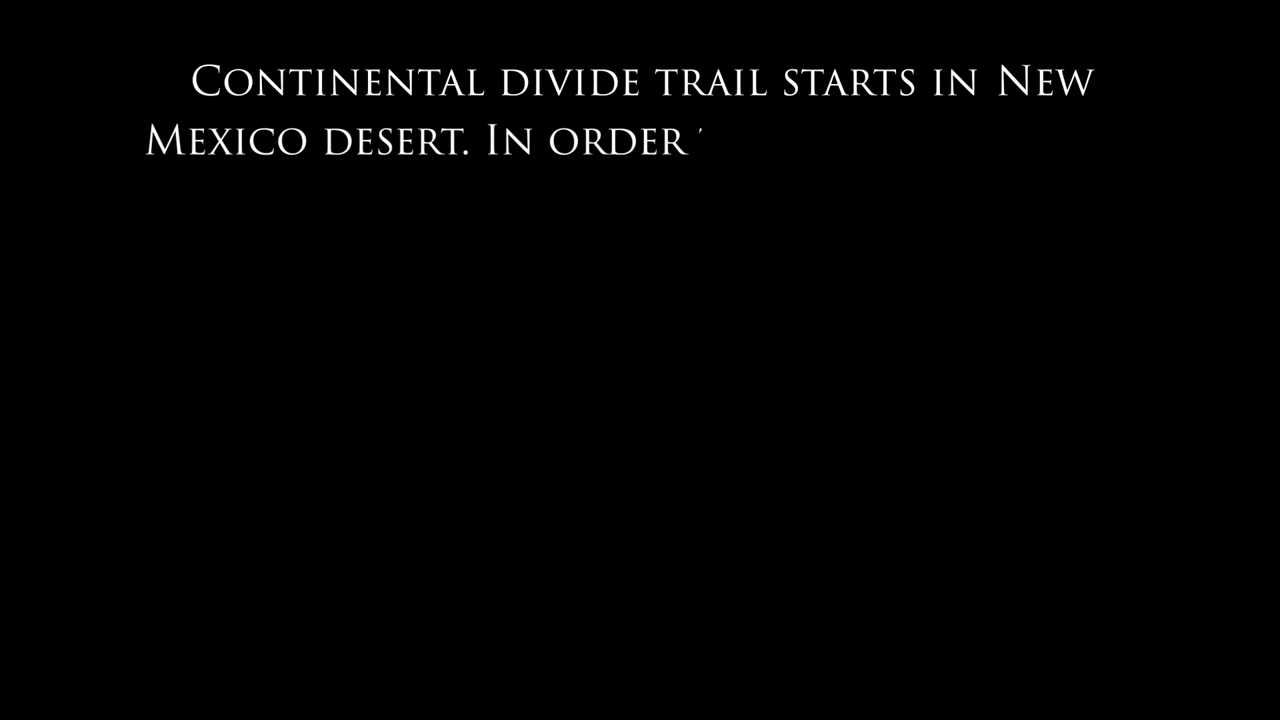 Continental divide trail starts in New
Mexico desert. In order